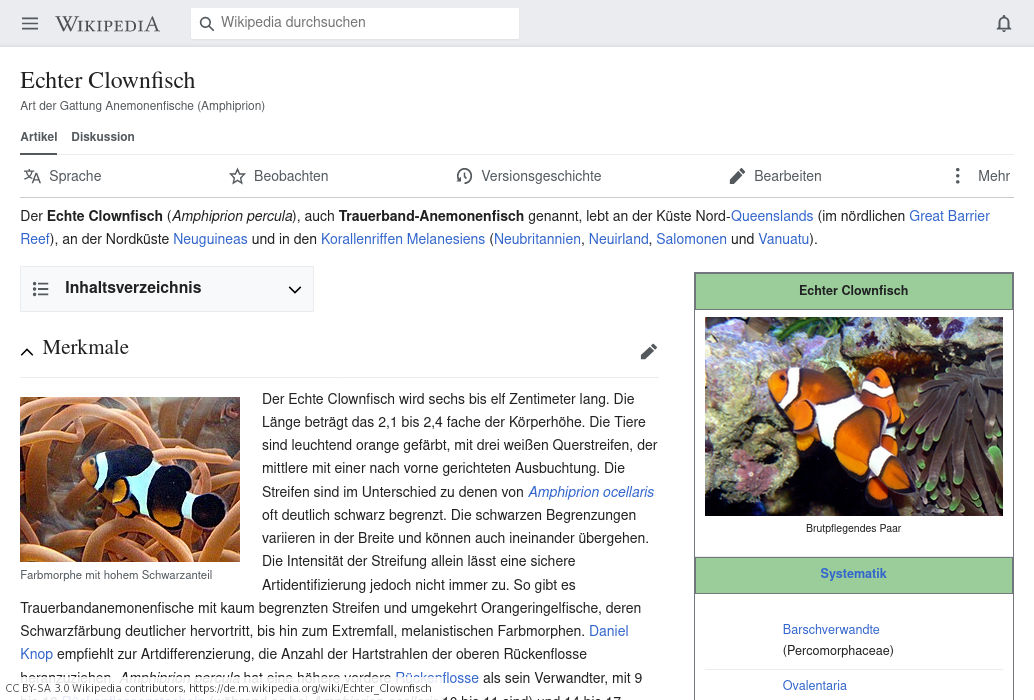 WIKIPEDIA
Wikipedia durchsuchen
Echter Clownfisch
Art der Gattung Anemonenfische (Amphiprion)
Artikel Diskussion
Sprache Beobachten Versionsgeschichte Bearbeiten Mehr
Der Echte Clownfisch (Amphiprion percula), auch Trauerband-Anemonenfisch genannt, lebt an der Küste Nord-Queenslands (im nördlichen Great Barrier
Reef), an der Nordküste Neuguineas und in den Korallenriffen Melanesiens (Neubritannien, Neuirland, Salomonen und Vanuatu).
Inhaltsverzeichnis
Merkmale
Der Echte Clownfisch wird sechs bis elf Zentimeter lang. Die
Länge beträgt das 2,1 bis 2,4 fache der Körperhöhe. Die Tiere
sind leuchtend orange gefärbt, mit drei weißen Querstreifen, der
mittlere mit einer nach vorne gerichteten Ausbuchtung. Die
Streifen sind im Unterschied zu denen von Amphiprion ocellaris
oft deutlich schwarz begrenzt. Die schwarzen Begrenzungen
variieren in der Breite und können auch ineinander übergehen.
Die Intensität der Streifung allein lässt eine sichere
Artidentifizierung jedoch nicht immer zu. So gibt es
Farbmorphe mit hohem Schwarzanteil
Trauerbandanemonenfische mit kaum begrenzten Streifen und umgekehrt Orangeringelfische, deren
Schwarzfärbung deutlicher hervortritt, bis hin zum Extremfall, melanistischen Farbmorphen. Daniel
Knop empfiehlt zur Artdifferenzierung, die Anzahl der Hartstrahlen der oberen Rückenflosse
heranzuziehen. Amphiprion percula hat eine höhere vordere Rückenflosse als sein Verwandter, mit 9
Echter Clownfisch
Brutpflegendes Paar
Systematik
Barschverwandte
(Percomorphaceae)
Ovalentaria
CC BY-SA 3.0 Wikipedia contributors, https://de.m.wikipedia.org/wiki/Echter_Clownfisch